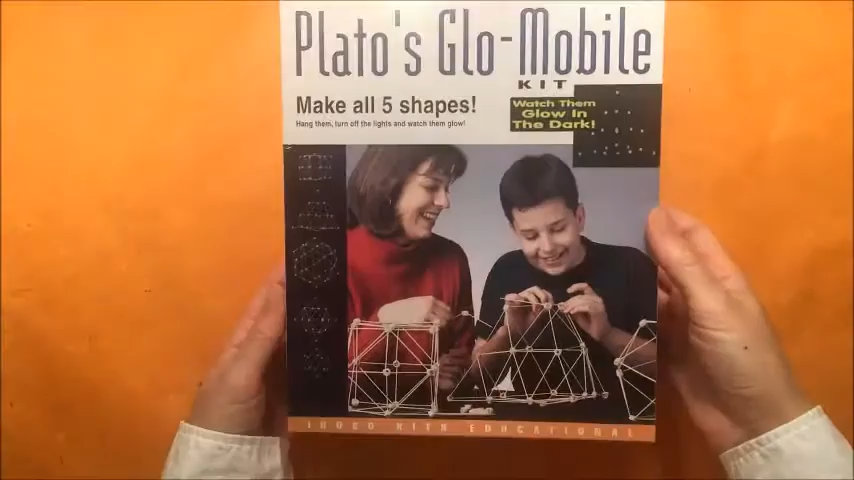 Plato's Glo-Mobile
KIT
Make all 5 shapes!
Hang them, turn off the lights and watch them glow!
Watch Them
Glow In
The Dark!
EDUCATIONAL